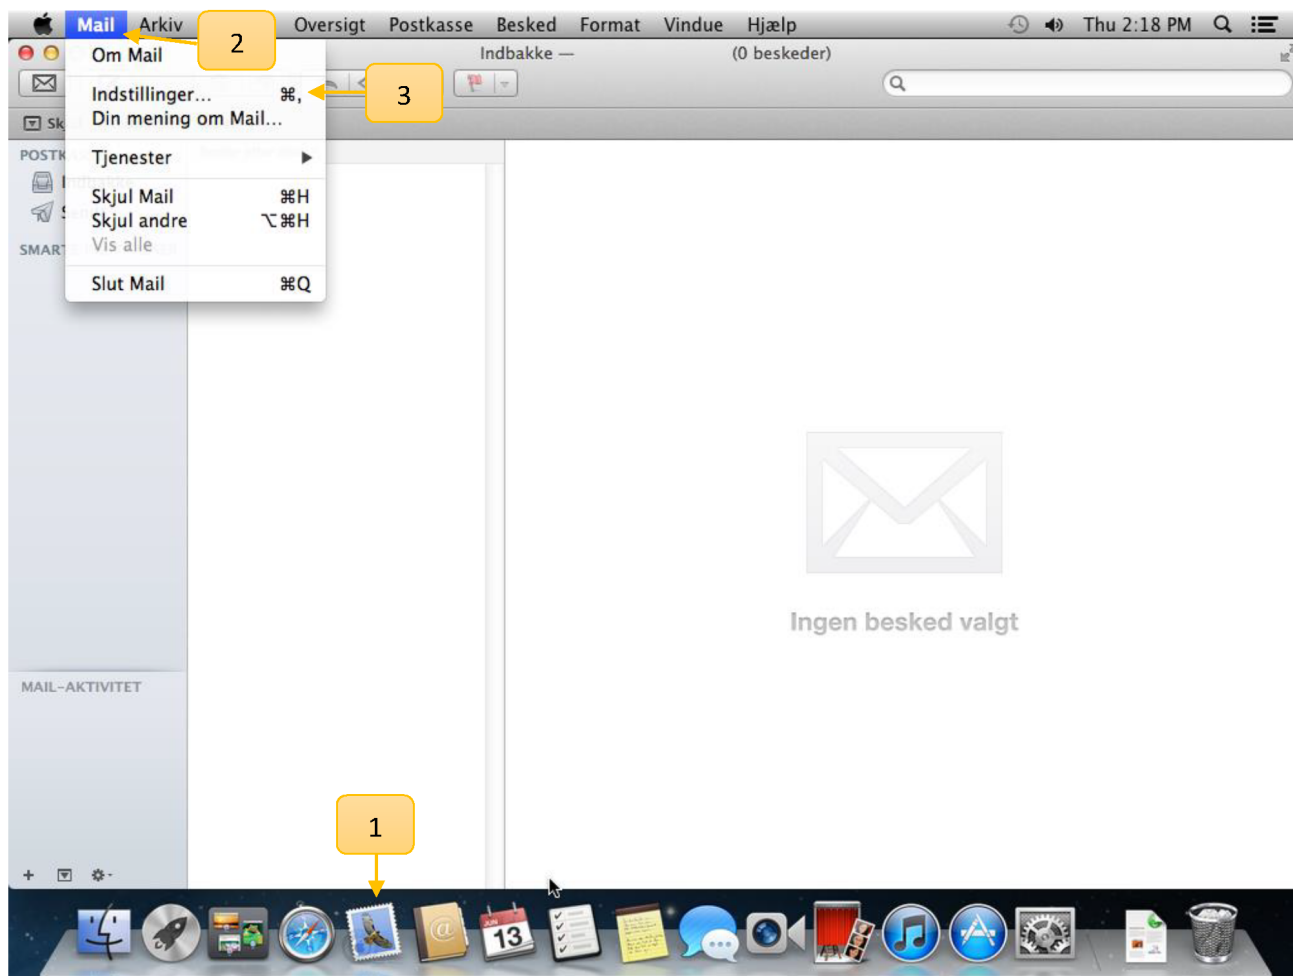 Mail Arkiv Oversigt Postkasse Besked Format Vindue Hjælp Thu 2:18 PM
2
Om Mail
Indbakke — (0 beskeder)
Indstillinger... ⌘,
3
Din mening om Mail...
Tjenester
Skjul Mail ⌘H
Skjul andre ⌥⌘H
Vis alle
Slut Mail ⌘Q
Ingen besked valgt
MAIL-AKTIVITET
1
JUN
13